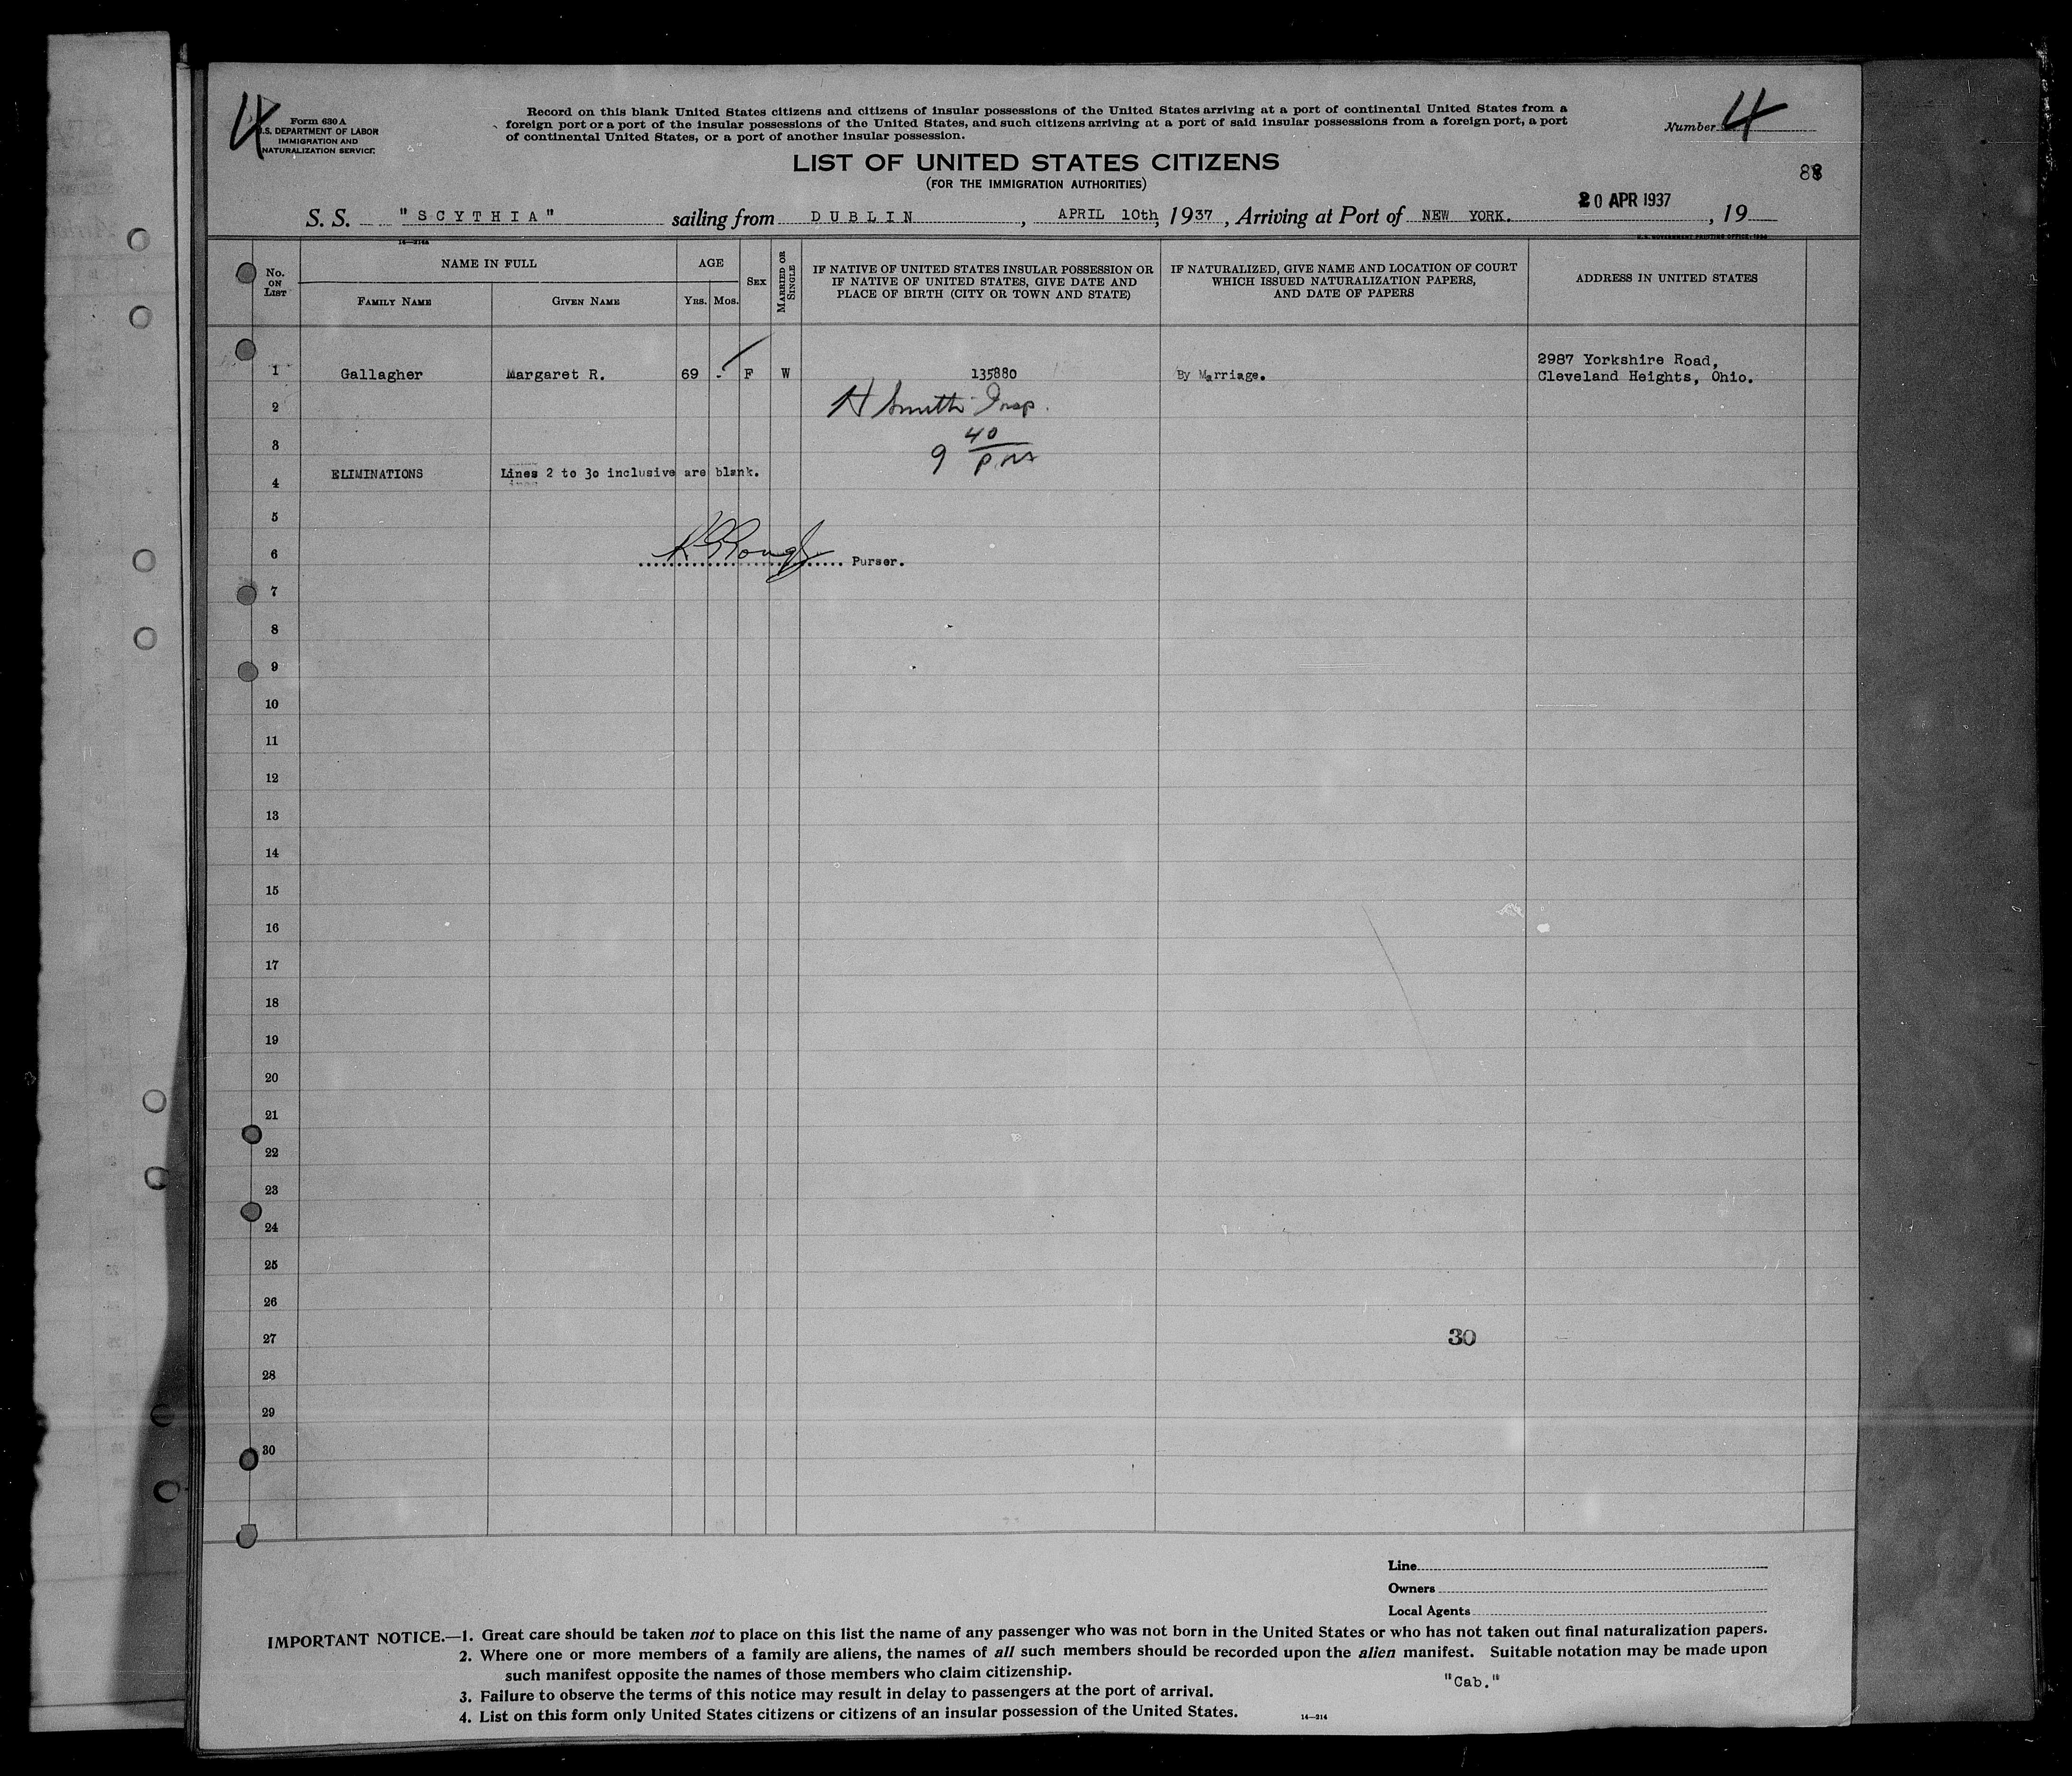 4
Form 630 A
U.S. DEPARTMENT OF LABOR
IMMIGRATION AND
NATURALIZATION SERVICE
Record on this blank United States citizens and citizens of insular possessions of the United States arriving at a port of continental United States from a
foreign port or a port of the insular possessions of the United States, and such citizens arriving at a port of said insular possessions from a foreign port, a port
of continental United States, or a port of another insular possession.
Number 4
LIST OF UNITED STATES CITIZENS
(FOR THE IMMIGRATION AUTHORITIES)
S. S. "SCYTHIA" sailing from DUBLIN, APRIL 10th, 1937, Arriving at Port of NEW YORK. 20 APR 1937, 19
NAME IN FULL
AGE
No. ON LIST
FAMILY NAME
GIVEN NAME
YRS.
MOS.
SEX
MARRIED OR SINGLE
IF NATIVE OF UNITED STATES INSULAR POSSESSION OR
IF NATIVE OF UNITED STATES, GIVE DATE AND
PLACE OF BIRTH (CITY OR TOWN AND STATE)
IF NATURALIZED, GIVE NAME AND LOCATION OF COURT
WHICH ISSUED NATURALIZATION PAPERS,
AND DATE OF PAPERS
ADDRESS IN UNITED STATES
1 Gallagher Margaret R. 69 - F W 135880 By Marriage. 2987 Yorkshire Road,
Cleveland Heights, Ohio.
2 H Smith Insp.
3 9 40 P.M
4 ELIMINATIONS Lines 2 to 30 inclusive are blank.
5
6 Purser.
7
8
9
10
11
12
13
14
15
16
17
18
19
20
21
22
23
24
25
26
27 30
28
29
30
Line
Owners
Local Agents
IMPORTANT NOTICE.—1. Great care should be taken not to place on this list the name of any passenger who was not born in the United States or who has not taken out final naturalization papers.
2. Where one or more members of a family are aliens, the names of all such members should be recorded upon the alien manifest. Suitable notation may be made upon
such manifest opposite the names of those members who claim citizenship.
"Cab."
3. Failure to observe the terms of this notice may result in delay to passengers at the port of arrival.
4. List on this form only United States citizens or citizens of an insular possession of the United States.
14—214